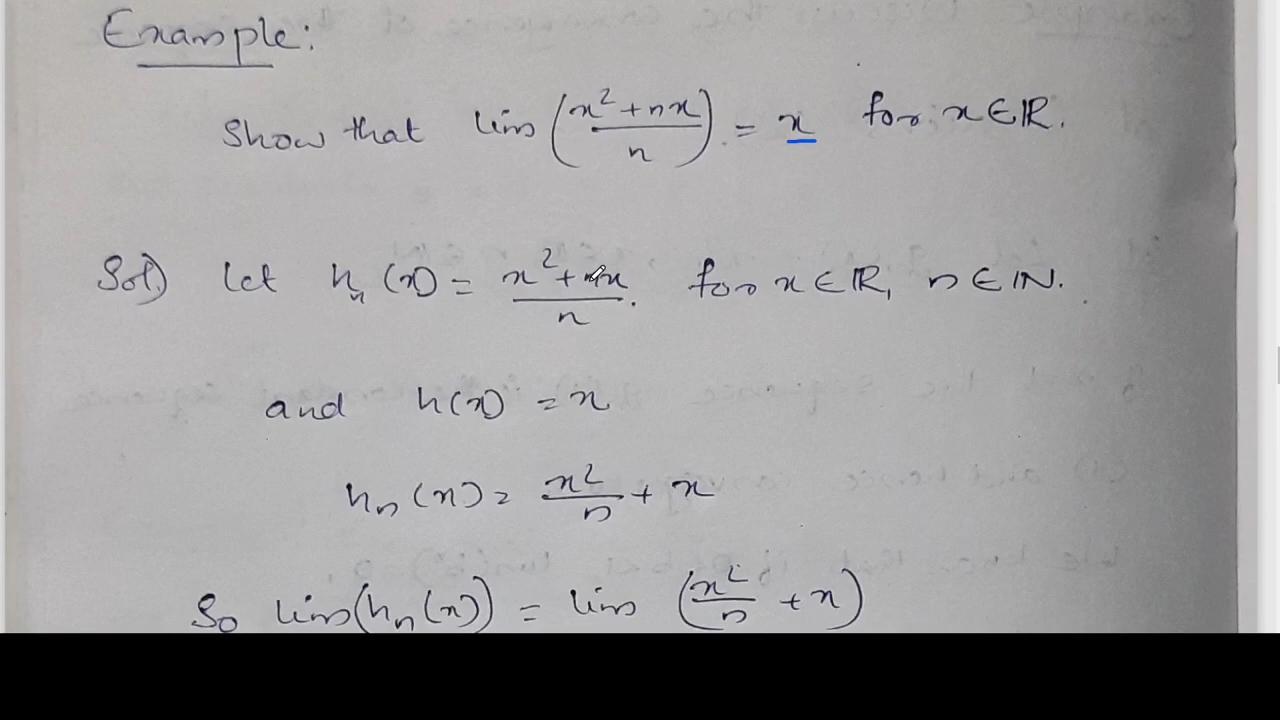 Example:
Show that lim (x²+nx / n) = x for x∈ℝ.
Sol) Let hₙ(x) = x²+nx / n. for x∈ℝ, n∈ℕ.
and h(x) = x
hₙ(x) = x²/n + x
So lim(hₙ(x)) = lim (x²/n + x)